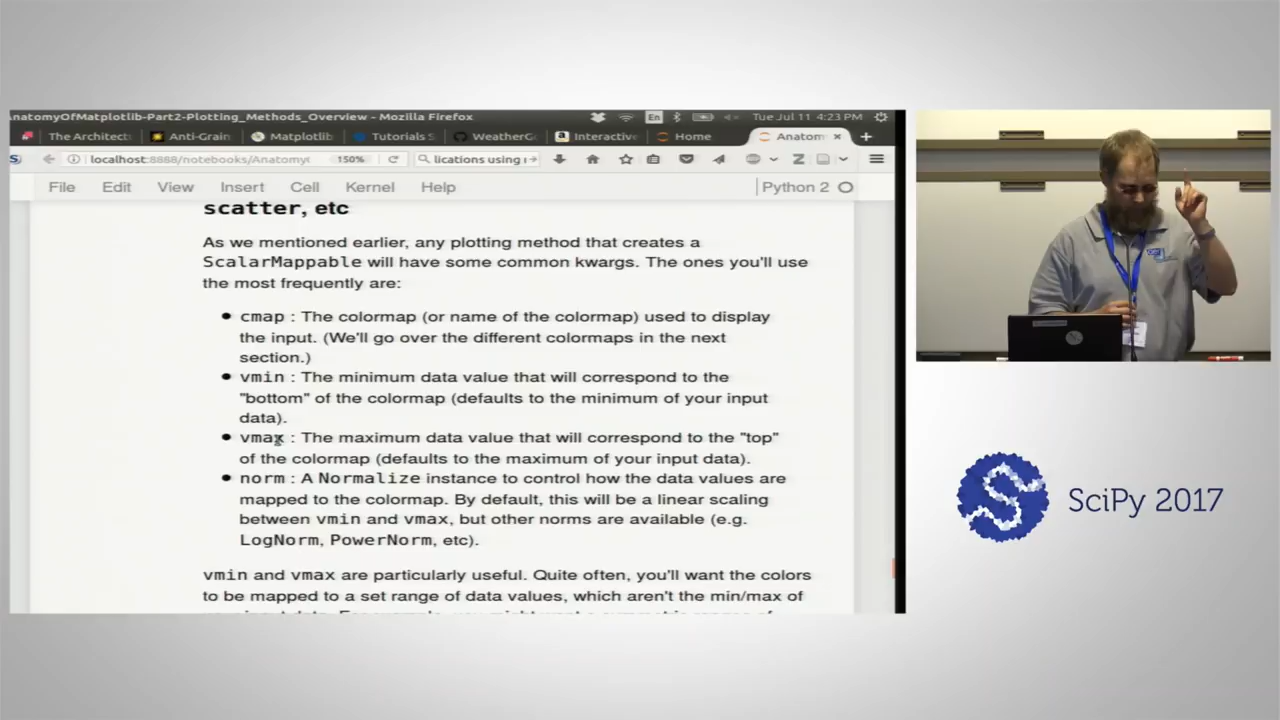 natomyOfMatplotlib-Part2-Plotting_Methods_Overview - Mozilla Firefox
En
Tue Jul 11 4:23 PM
The Architect
Anti-Grain
Matplotlib
Tutorials S
WeatherG
Interactive
Home
Anatom
localhost:8888/notebooks/Anatomy
150%
lications using
File Edit View Insert Cell Kernel Help
Python 2
scatter, etc
As we mentioned earlier, any plotting method that creates a
ScalarMappable will have some common kwargs. The ones you'll use
the most frequently are:
cmap : The colormap (or name of the colormap) used to display
the input. (We'll go over the different colormaps in the next
section.)
vmin : The minimum data value that will correspond to the
"bottom" of the colormap (defaults to the minimum of your input
data).
vmax : The maximum data value that will correspond to the "top"
of the colormap (defaults to the maximum of your input data).
norm : A Normalize instance to control how the data values are
mapped to the colormap. By default, this will be a linear scaling
between vmin and vmax, but other norms are available (e.g.
LogNorm, PowerNorm, etc).
vmin and vmax are particularly useful. Quite often, you'll want the colors
to be mapped to a set range of data values, which aren't the min/max of
SciPy 2017